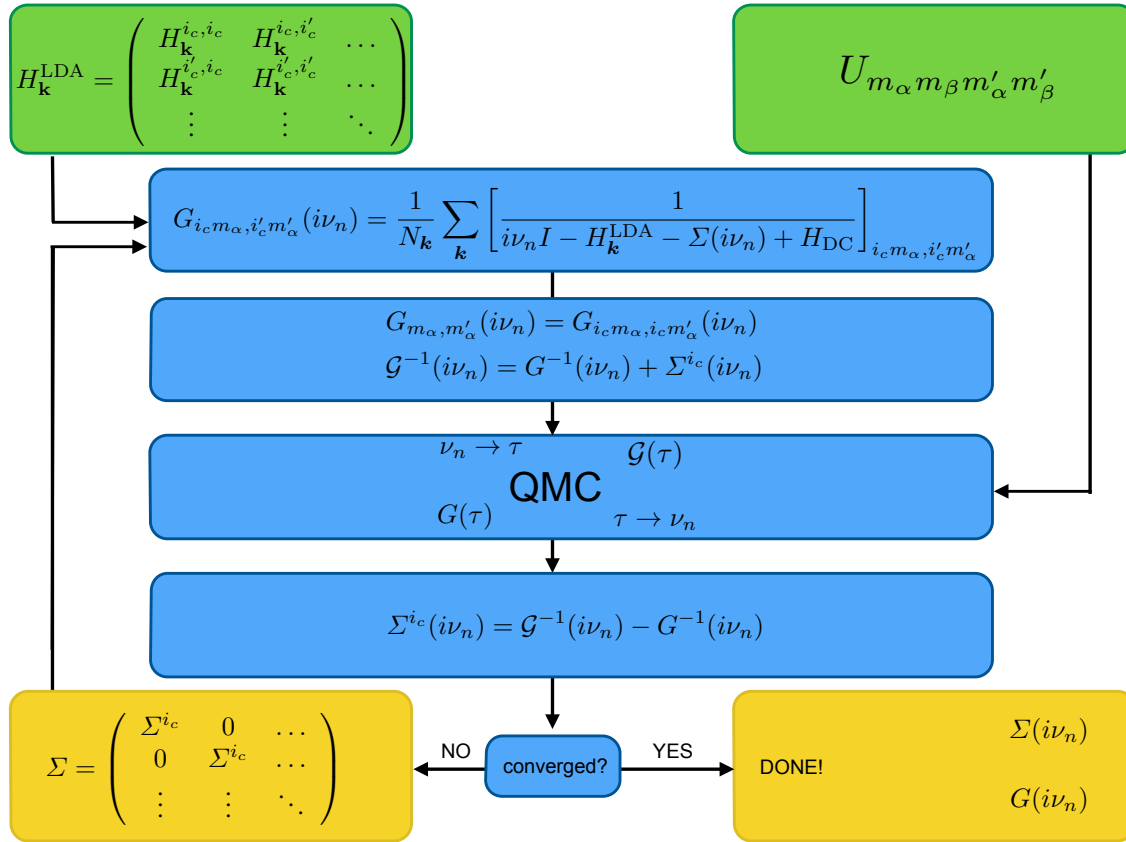 H_𝐤^LDA = ( H_𝐤^{i_c,i_c} H_𝐤^{i_c,i'_c} …
H_𝐤^{i'_c,i_c} H_𝐤^{i'_c,i'_c} …
⋮ ⋮ ⋱ )
U_{m_α m_β m'_α m'_β}
G_{i_c m_α, i'_c m'_α}(iν_n) = 1/N_𝒌 ∑_𝒌 [ 1 / (iν_n I − H_𝒌^LDA − Σ(iν_n) + H_DC) ]_{i_c m_α, i'_c m'_α}
G_{m_α, m'_α}(iν_n) = G_{i_c m_α, i_c m'_α}(iν_n)
𝒢^{−1}(iν_n) = G^{−1}(iν_n) + Σ^{i_c}(iν_n)
ν_n → τ 𝒢(τ)
QMC
G(τ) τ → ν_n
Σ^{i_c}(iν_n) = 𝒢^{−1}(iν_n) − G^{−1}(iν_n)
Σ = ( Σ^{i_c} 0 …
0 Σ^{i_c} …
⋮ ⋮ ⋱ )
NO
converged?
YES
DONE!
Σ(iν_n)
G(iν_n)